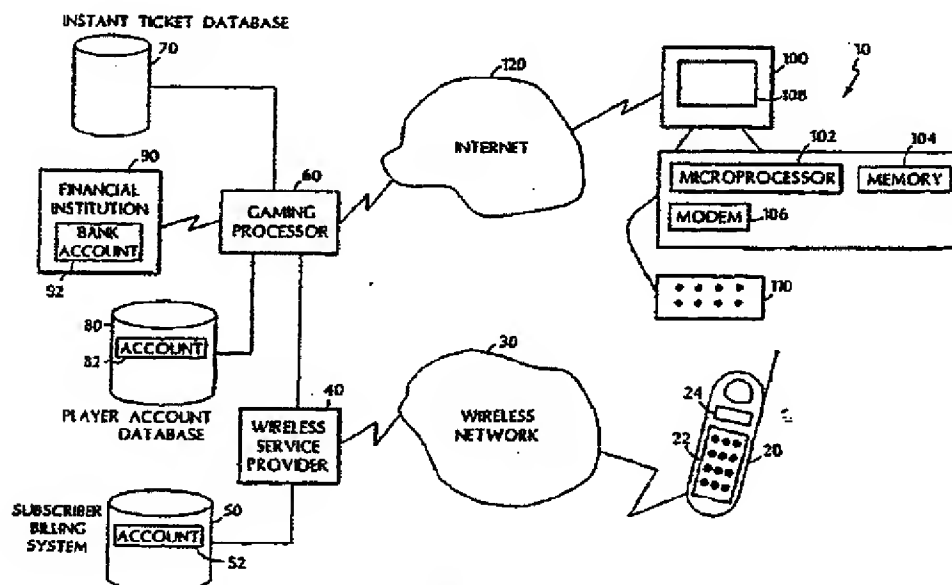 INSTANT TICKET DATABASE
70
120
INTERNET
100
10
108
102
104
MICROPROCESSOR
MEMORY
MODEM
106
110
90
FINANCIAL
INSTITUTION
BANK
ACCOUNT
92
60
GAMING
PROCESSOR
80
ACCOUNT
82
PLAYER ACCOUNT
DATABASE
40
WIRELESS
SERVICE
PROVIDER
30
WIRELESS
NETWORK
24
22
20
SUBSCRIBER
BILLING
SYSTEM
50
ACCOUNT
52